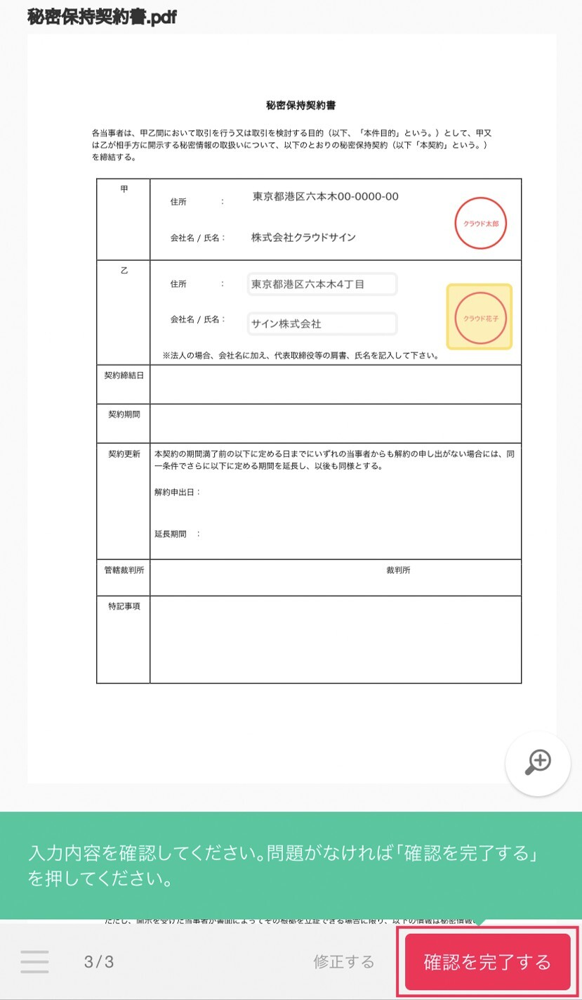 秘密保持契約書.pdf
秘密保持契約書
各当事者は、甲乙間において取引を行う又は取引を検討する目的（以下、「本件目的」という。）として、甲又
は乙が相手方に開示する秘密情報の取扱いについて、以下のとおりの秘密保持契約（以下「本契約」という。）
を締結する。
甲
住所 : 東京都港区六本木00-0000-00
会社名 / 氏名 : 株式会社クラウドサイン
クラウド太郎
乙
住所 : 東京都港区六本木4丁目
会社名 / 氏名 : サイン株式会社
クラウド花子
※法人の場合、会社名に加え、代表取締役等の肩書、氏名を記入して下さい。
契約締結日
契約期間
契約更新
本契約の期間満了前の以下に定める日までにいずれの当事者からも解約の申し出がない場合には、同
一条件でさらに以下に定める期間を延長し、以後も同様とする。
解約申出日 :
延長期間 :
管轄裁判所 裁判所
特記事項
入力内容を確認してください。問題がなければ「確認を完了する」
を押してください。
ただし、開示を受けた当事者が書面によってその根拠を立証できる場合に限り、以下の情報は秘密情報
3/3 修正する 確認を完了する